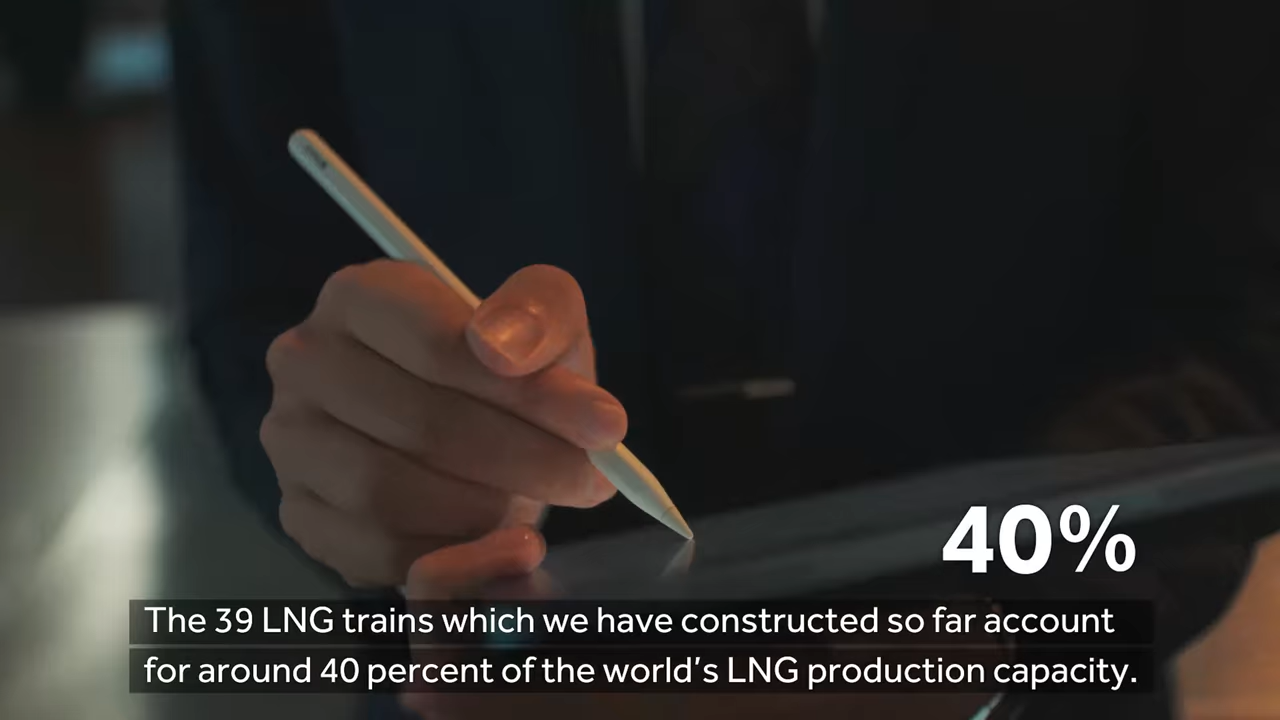 40%
The 39 LNG trains which we have constructed so far account
for around 40 percent of the world's LNG production capacity.